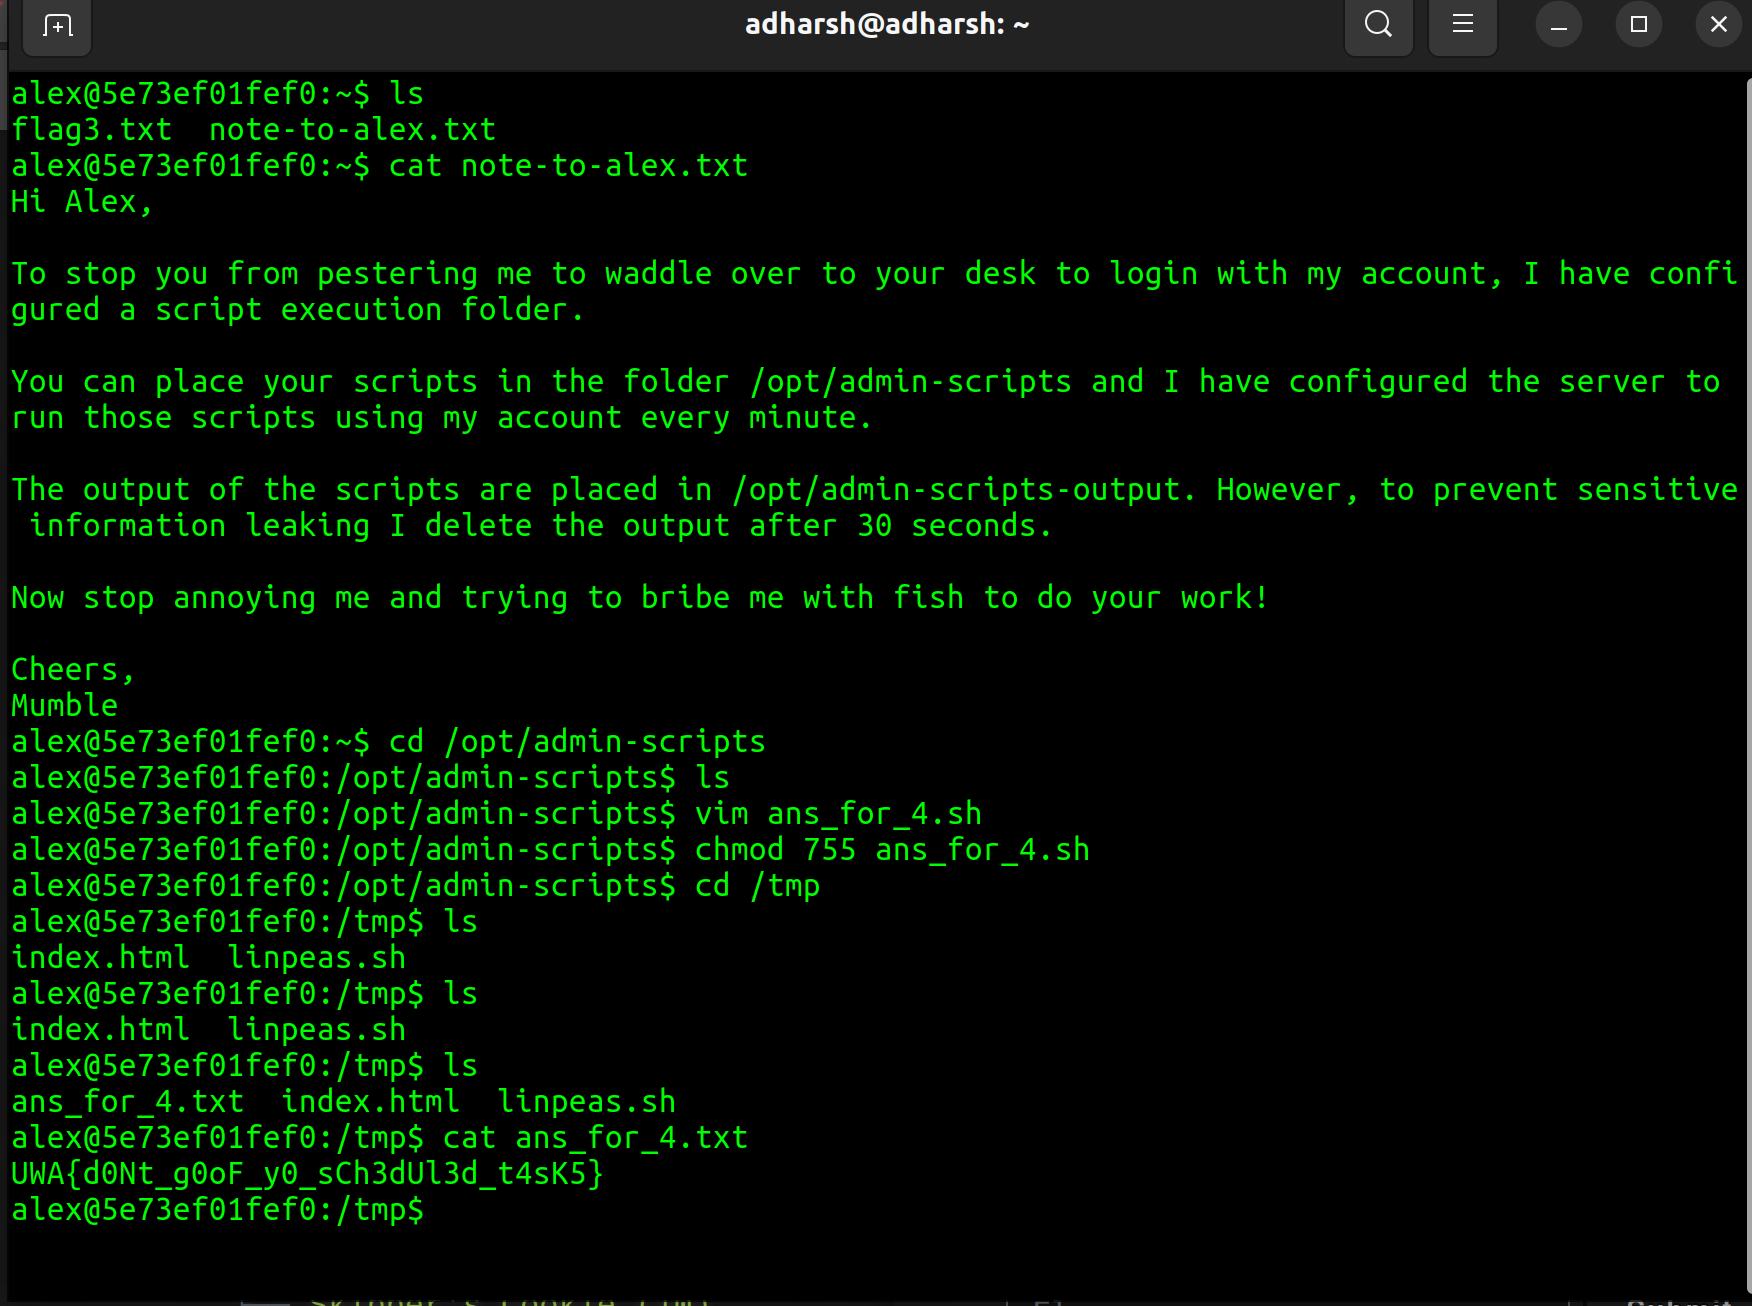 adharsh@adharsh: ~
alex@5e73ef01fef0:~$ ls
flag3.txt  note-to-alex.txt
alex@5e73ef01fef0:~$ cat note-to-alex.txt
Hi Alex,
To stop you from pestering me to waddle over to your desk to login with my account, I have confi
gured a script execution folder.
You can place your scripts in the folder /opt/admin-scripts and I have configured the server to
run those scripts using my account every minute.
The output of the scripts are placed in /opt/admin-scripts-output. However, to prevent sensitive
 information leaking I delete the output after 30 seconds.
Now stop annoying me and trying to bribe me with fish to do your work!
Cheers,
Mumble
alex@5e73ef01fef0:~$ cd /opt/admin-scripts
alex@5e73ef01fef0:/opt/admin-scripts$ ls
alex@5e73ef01fef0:/opt/admin-scripts$ vim ans_for_4.sh
alex@5e73ef01fef0:/opt/admin-scripts$ chmod 755 ans_for_4.sh
alex@5e73ef01fef0:/opt/admin-scripts$ cd /tmp
alex@5e73ef01fef0:/tmp$ ls
index.html  linpeas.sh
alex@5e73ef01fef0:/tmp$ ls
index.html  linpeas.sh
alex@5e73ef01fef0:/tmp$ ls
ans_for_4.txt  index.html  linpeas.sh
alex@5e73ef01fef0:/tmp$ cat ans_for_4.txt
UWA{d0Nt_g0oF_y0_sCh3dUl3d_t4sK5}
alex@5e73ef01fef0:/tmp$